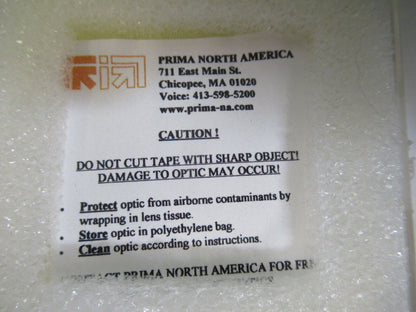 PRIMA NORTH AMERICA
711 East Main St.
Chicopee, MA 01020
Voice: 413-598-5200
www.prima-na.com
CAUTION !
DO NOT CUT TAPE WITH SHARP OBJECT!
DAMAGE TO OPTIC MAY OCCUR!
• Protect optic from airborne contaminants by
wrapping in lens tissue.
• Store optic in polyethylene bag.
• Clean optic according to instructions.
PRIMA NORTH AMERICA FOR